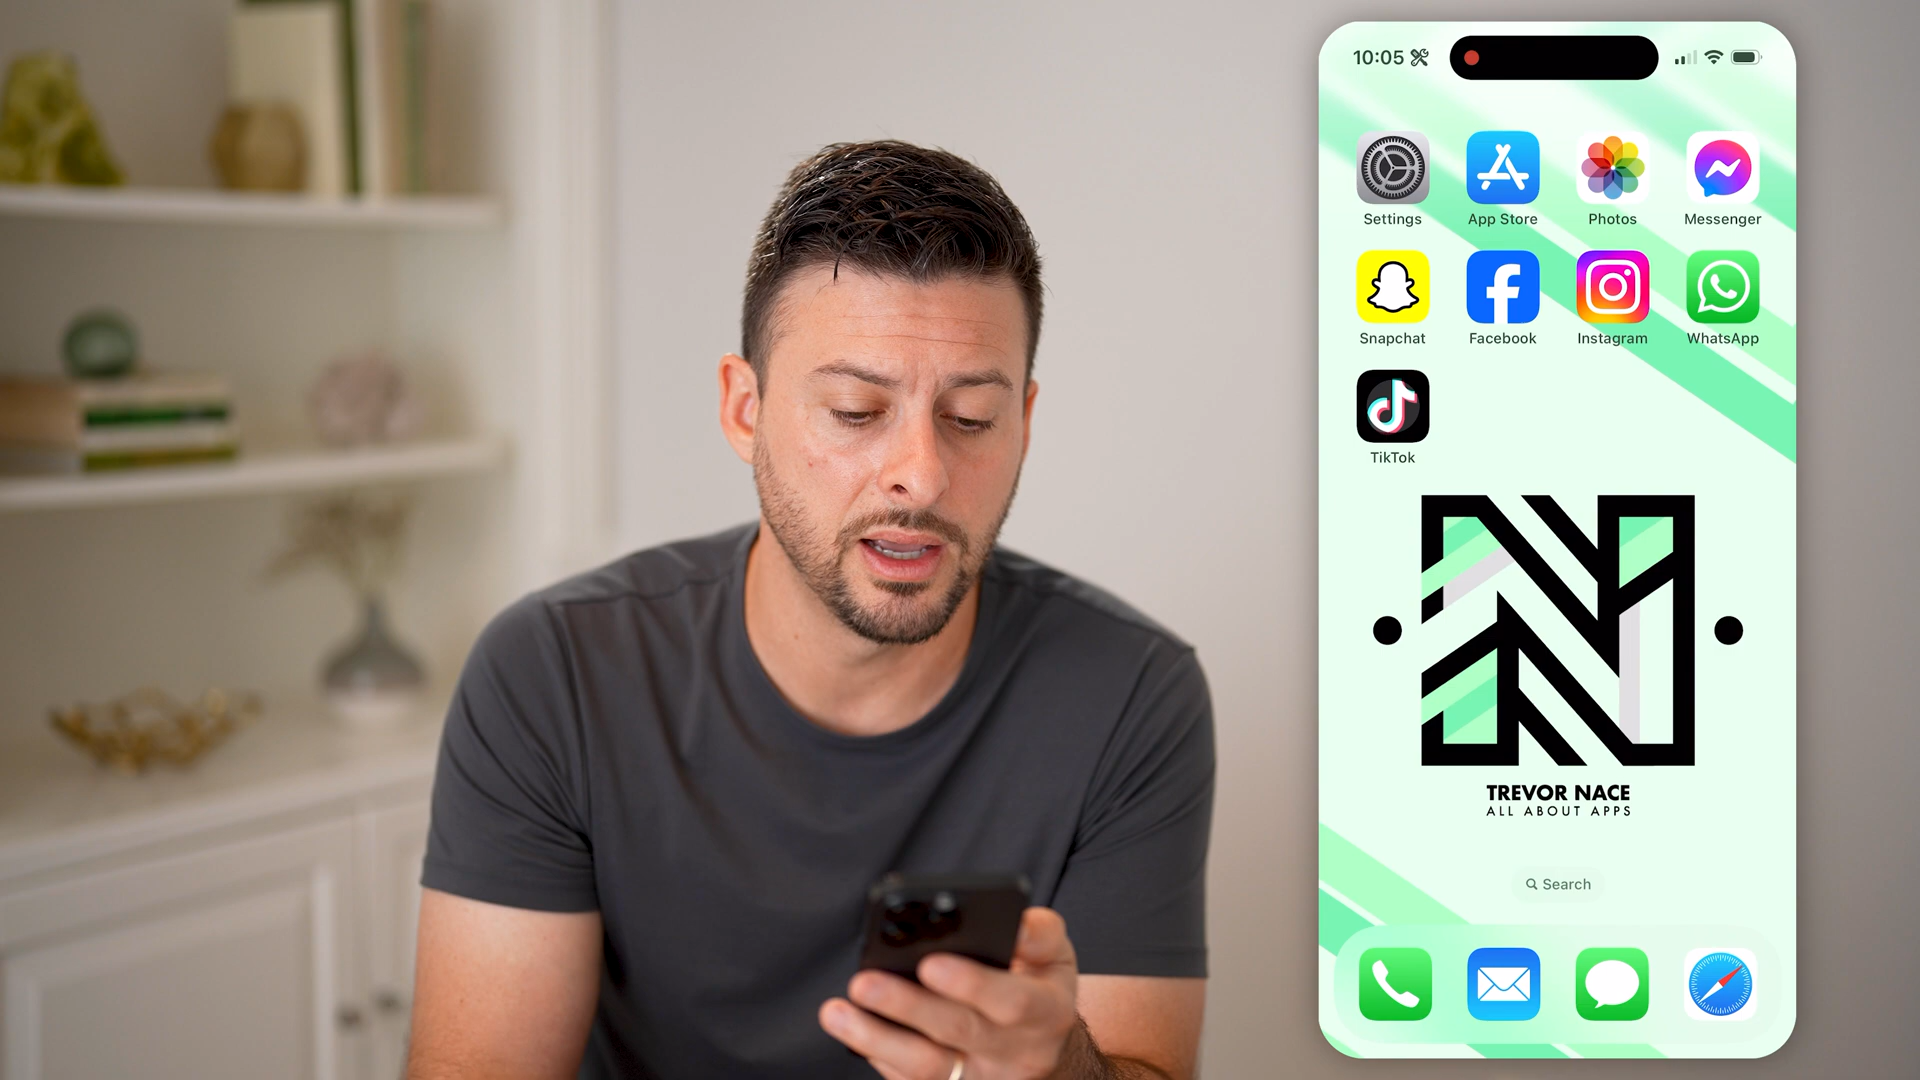 10:05
Settings
App Store
Photos
Messenger
Snapchat
Facebook
Instagram
WhatsApp
TikTok
TREVOR NACE
ALL ABOUT APPS
Search